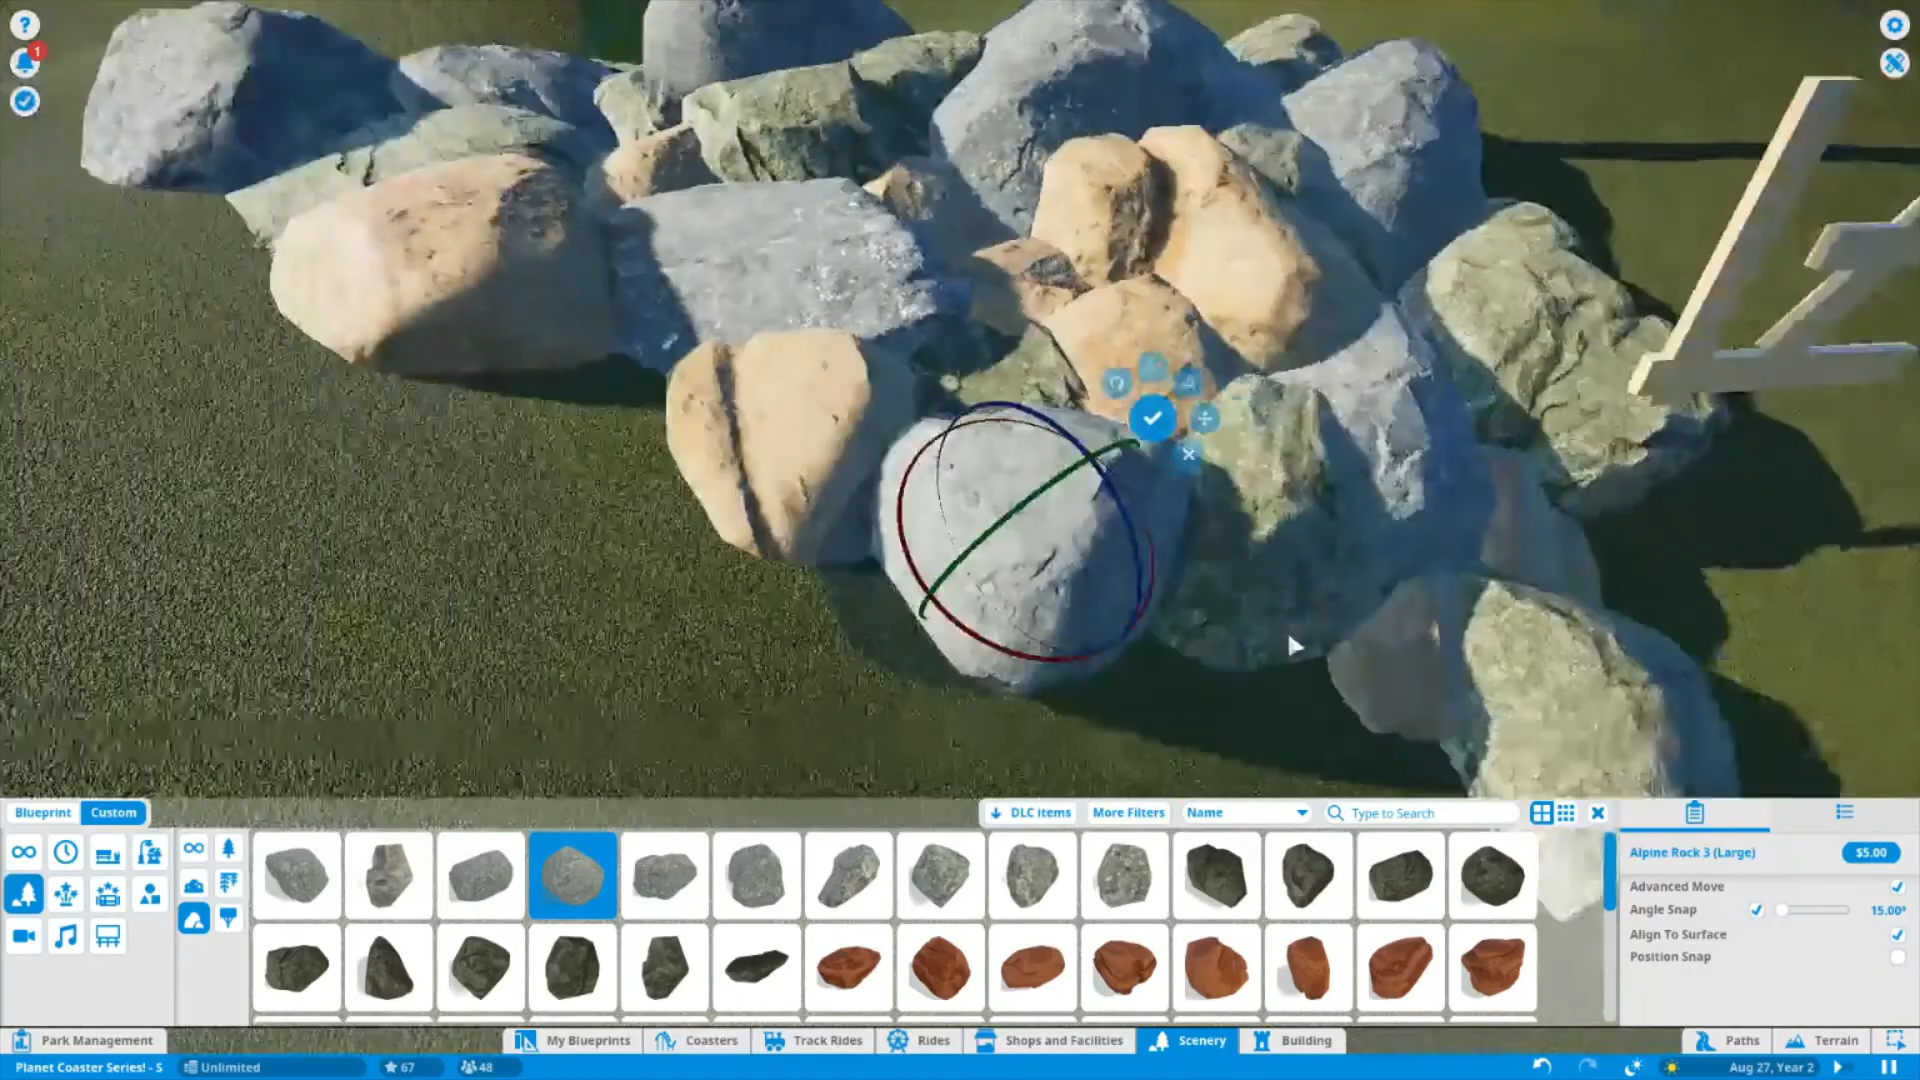 ?
1
Blueprint Custom
DLC items More Filters Name Type to Search
Alpine Rock 3 (Large) $5.00
Advanced Move
Angle Snap 15.00°
Align To Surface
Position Snap
Park Management My Blueprints Coasters Track Rides Rides Shops and Facilities Scenery Building Paths Terrain
Planet Coaster Series! - S Unlimited 67 48 Aug 27, Year 2